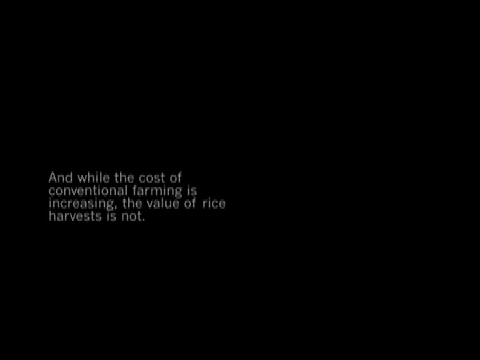 And while the cost of
conventional farming is
increasing, the value of rice
harvests is not.